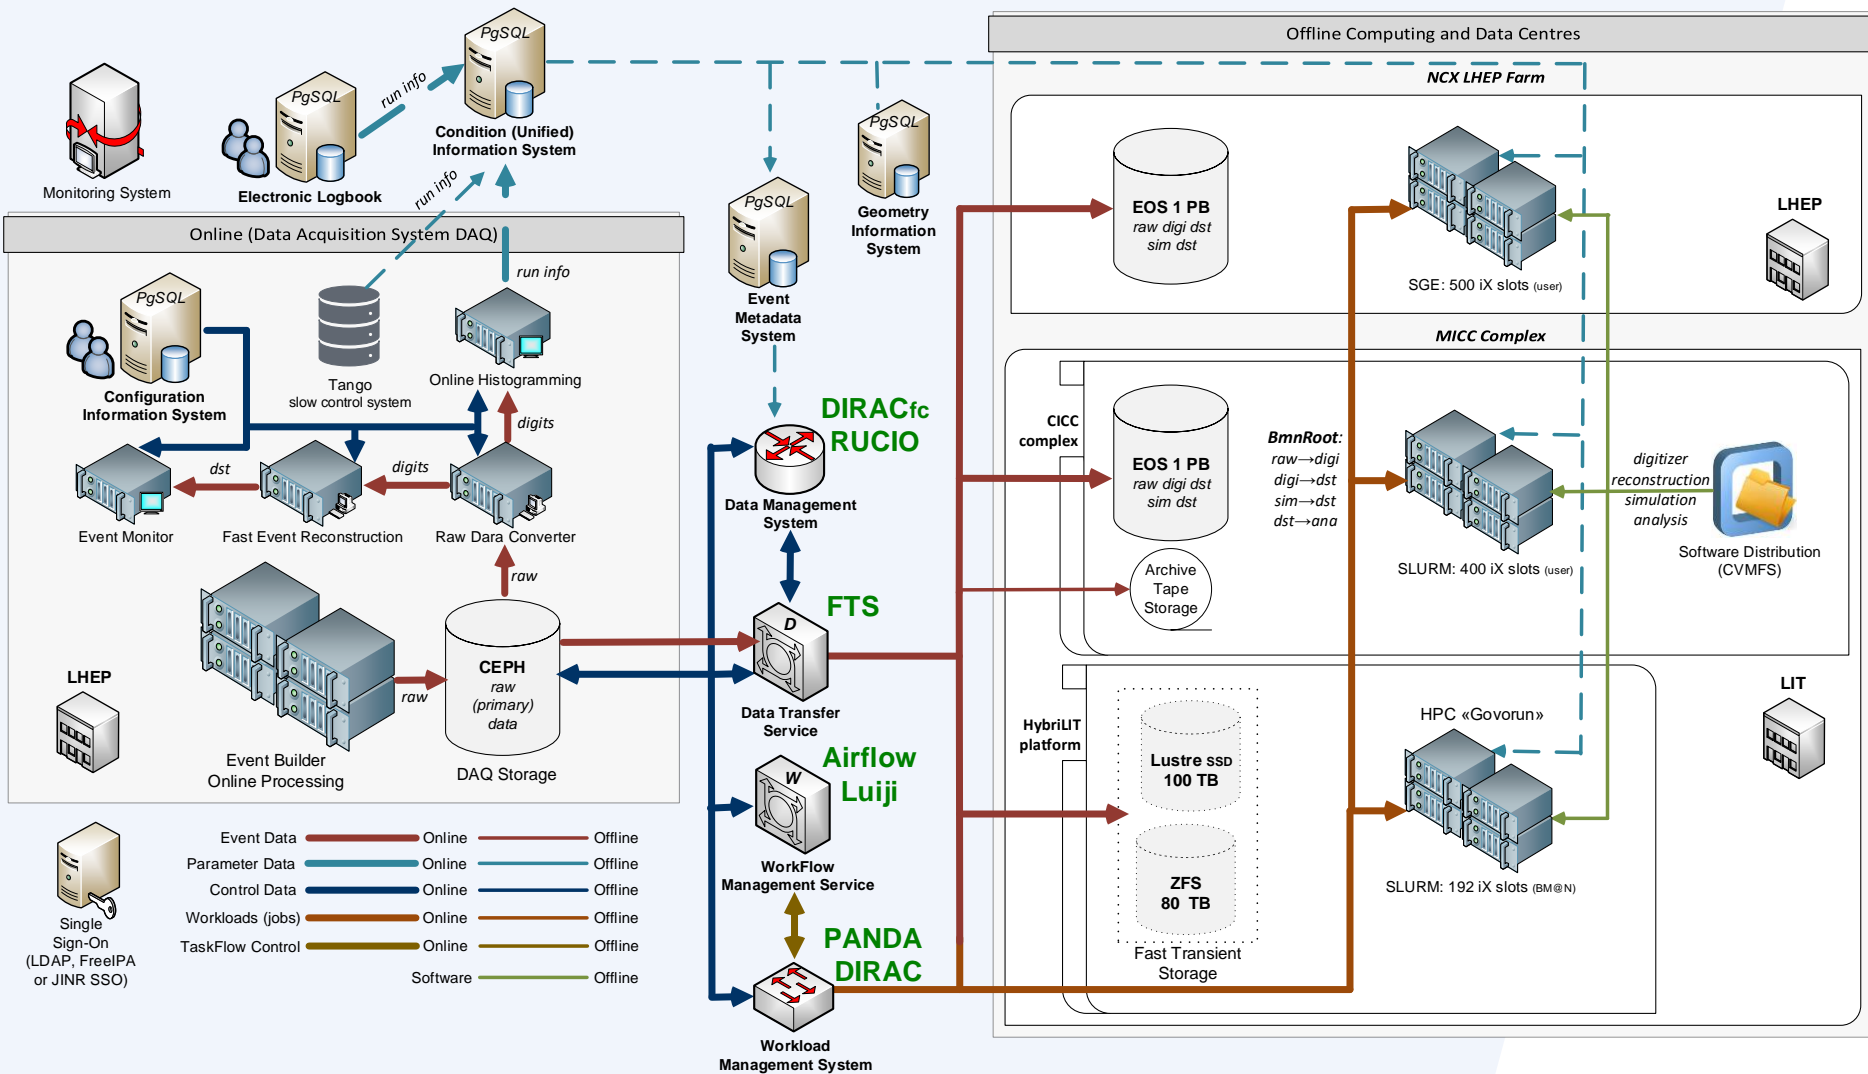 PgSQL
Condition (Unified)
Information System
run info
PgSQL
Electronic Logbook
Monitoring System
run info
PgSQL
Geometry
Information
System
PgSQL
Event
Metadata
System
Online (Data Acquisition System DAQ)
run info
PgSQL
Configuration
Information System
Tango
slow control system
Online Histogramming
digits
dst
digits
Event Monitor
Fast Event Reconstruction
Raw Dara Converter
raw
LHEP
Event Builder
Online Processing
raw
CEPH
raw
(primary)
data
DAQ Storage
DIRACfc
RUCIO
Data Management
System
FTS
D
Data Transfer
Service
Airflow
Luiji
W
WorkFlow
Management Service
PANDA
DIRAC
Workload
Management System
Single
Sign-On
(LDAP, FreeIPA
or JINR SSO)
Event Data Online Offline
Parameter Data Online Offline
Control Data Online Offline
Workloads (jobs) Online Offline
TaskFlow Control Online Offline
Software Offline
Offline Computing and Data Centres
NCX LHEP Farm
EOS 1 PB
raw digi dst
sim dst
SGE: 500 iX slots (user)
LHEP
MICC Complex
CICC
complex
EOS 1 PB
raw digi dst
sim dst
Archive
Tape
Storage
BmnRoot:
raw→digi
digi→dst
sim→dst
dst→ana
SLURM: 400 iX slots (user)
digitizer
reconstruction
simulation
analysis
Software Distribution
(CVMFS)
HybriLIT
platform
Lustre SSD
100 TB
ZFS
80 TB
Fast Transient
Storage
HPC «Govorun»
SLURM: 192 iX slots (BM@N)
LIT